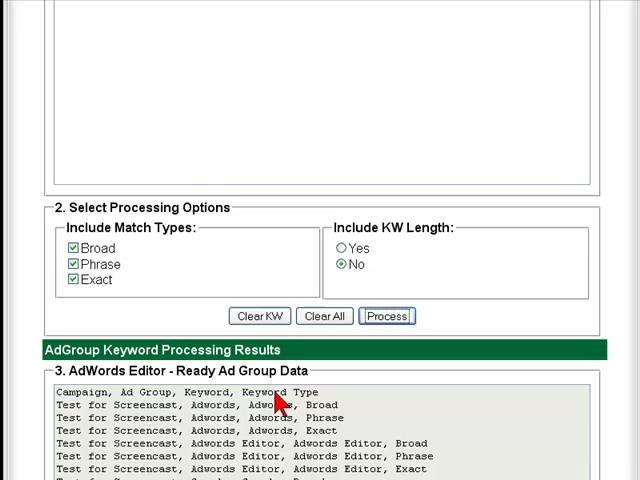 2. Select Processing Options
Include Match Types:
Include KW Length:
Broad
Phrase
Exact
Yes
No
Clear KW
Clear All
Process
AdGroup Keyword Processing Results
3. AdWords Editor - Ready Ad Group Data
Campaign, Ad Group, Keyword, Keyword Type
Test for Screencast, Adwords, Adwords, Broad
Test for Screencast, Adwords, Adwords, Phrase
Test for Screencast, Adwords, Adwords, Exact
Test for Screencast, Adwords Editor, Adwords Editor, Broad
Test for Screencast, Adwords Editor, Adwords Editor, Phrase
Test for Screencast, Adwords Editor, Adwords Editor, Exact